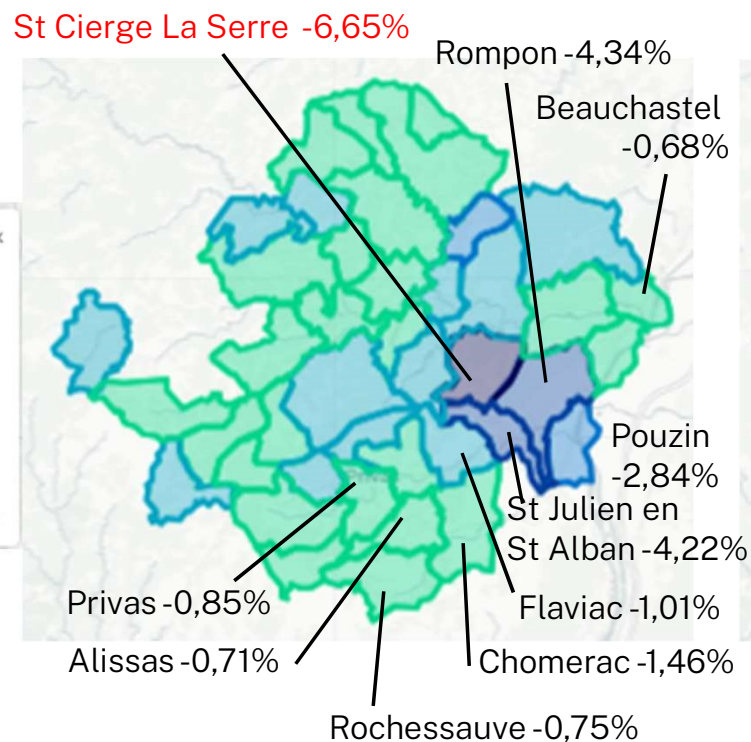 St Cierge La Serre -6,65%
Rompon -4,34%
Beauchastel
-0,68%
Pouzin
-2,84%
St Julien en
St Alban -4,22%
Privas -0,85%
Flaviac -1,01%
Alissas -0,71%
Chomerac -1,46%
Rochessauve -0,75%